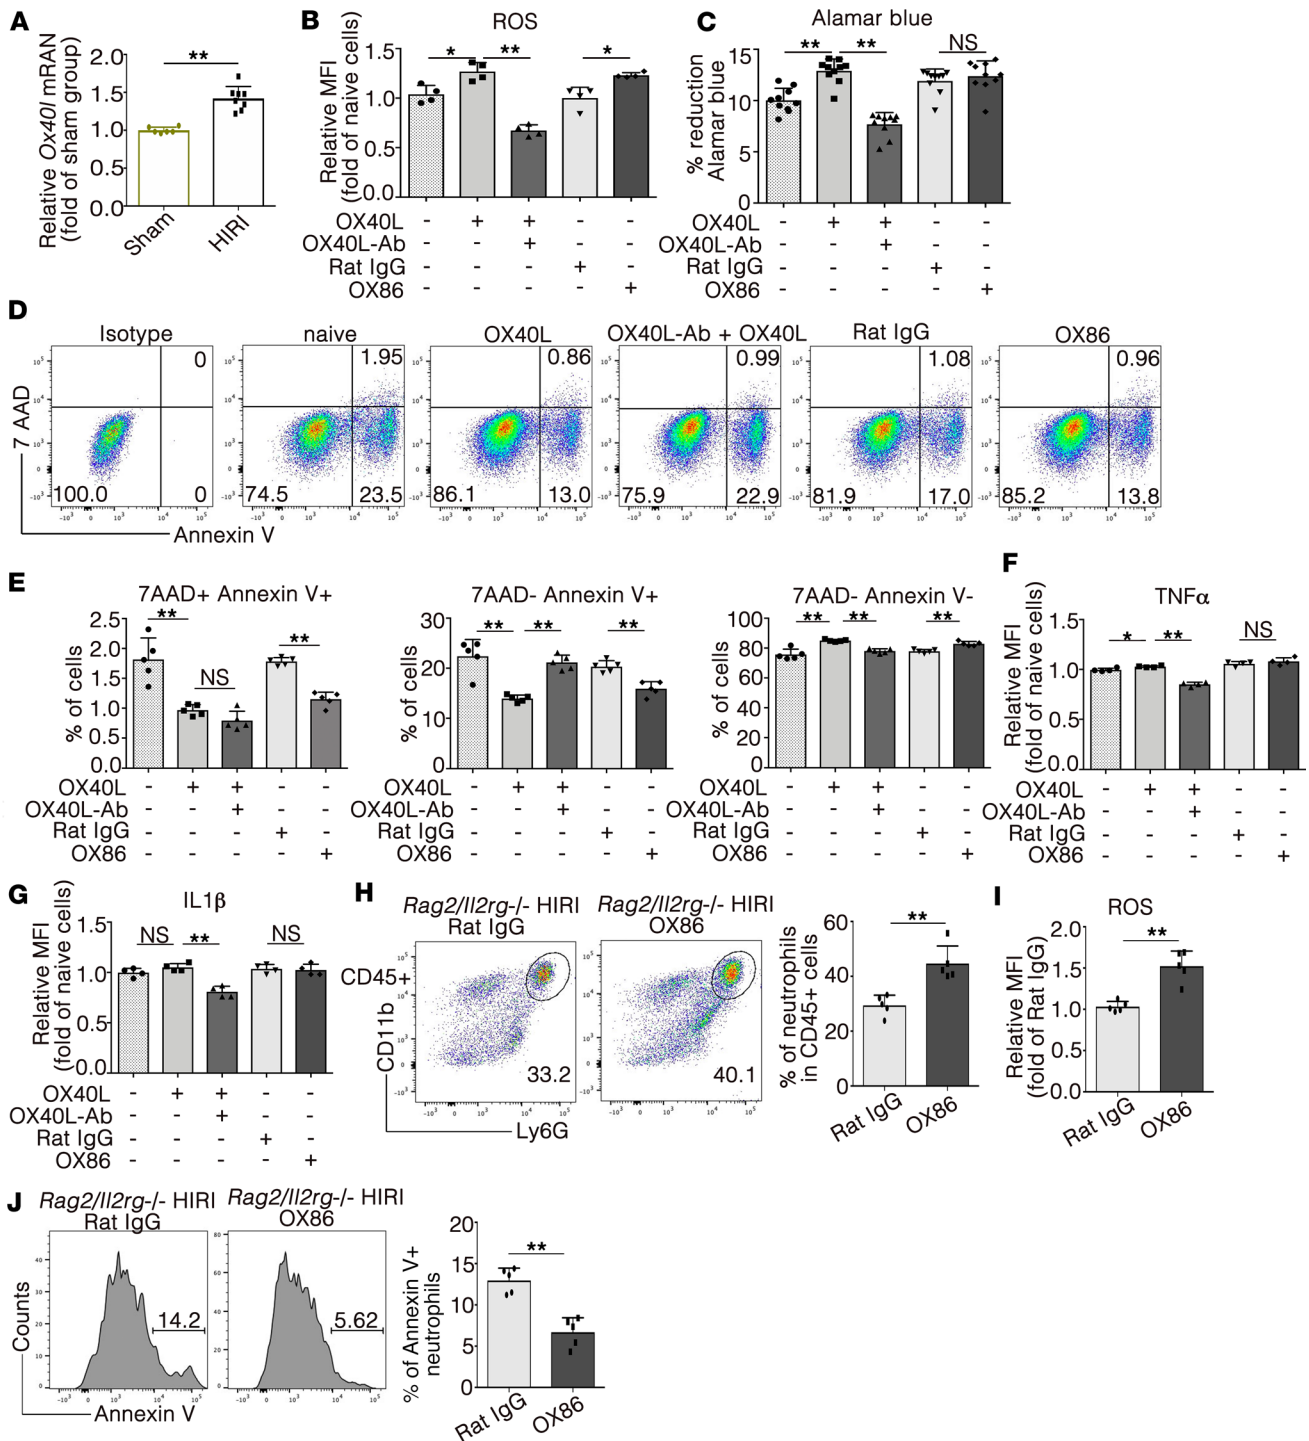 A
Relative Ox40l mRAN
(fold of sham group)
2.0
1.5
1.0
0.5
0.0
**
Sham
HIRI
B
ROS
Relative MFI
(fold of naive cells)
1.5
1.0
0.5
0.0
* ** *
OX40L - + + - -
OX40L-Ab - - + - -
Rat IgG - - - + -
OX86 - - - - +
C
Alamar blue
% reduction
Alamar blue
15
10
5
0
** ** NS
OX40L - + + - -
OX40L-Ab - - + - -
Rat IgG - - - + -
OX86 - - - - +
D
Isotype naive OX40L OX40L-Ab + OX40L Rat IgG OX86
0 1.95 0.86 0.99 1.08 0.96
100.0 0 74.5 23.5 86.1 13.0 75.9 22.9 81.9 17.0 85.2 13.8
7 AAD
Annexin V
E
7AAD+ Annexin V+
% of cells
2.5
2.0
1.5
1.0
0.5
0.0
** NS **
OX40L - + + - -
OX40L-Ab - - + - -
Rat IgG - - - + -
OX86 - - - - +
7AAD- Annexin V+
% of cells
30
20
10
0
** ** **
OX40L - + + - -
OX40L-Ab - - + - -
Rat IgG - - - + -
OX86 - - - - +
7AAD- Annexin V-
% of cells
100
80
60
40
20
0
** ** **
OX40L - + + - -
OX40L-Ab - - + - -
Rat IgG - - - + -
OX86 - - - - +
F
TNFα
Relative MFI
(fold of naive cells)
1.5
1.0
0.5
0.0
* ** NS
OX40L - + + - -
OX40L-Ab - - + - -
Rat IgG - - - + -
OX86 - - - - +
G
IL1β
Relative MFI
(fold of naive cells)
1.5
1.0
0.5
0.0
NS ** NS
OX40L - + + - -
OX40L-Ab - - + - -
Rat IgG - - - + -
OX86 - - - - +
H
Rag2/Il2rg-/- HIRI
Rat IgG
Rag2/Il2rg-/- HIRI
OX86
CD45+
CD11b
33.2
40.1
Ly6G
% of neutrophils
in CD45+ cells
60
40
20
0
**
Rat IgG
OX86
I
ROS
Relative MFI
(fold of Rat IgG)
2.0
1.5
1.0
0.5
0.0
**
Rat IgG
OX86
J
Rag2/Il2rg-/- HIRI
Rat IgG
Rag2/Il2rg-/- HIRI
OX86
Counts
14.2
5.62
Annexin V
% of Annexin V+
neutrophils
20
15
10
5
0
**
Rat IgG
OX86